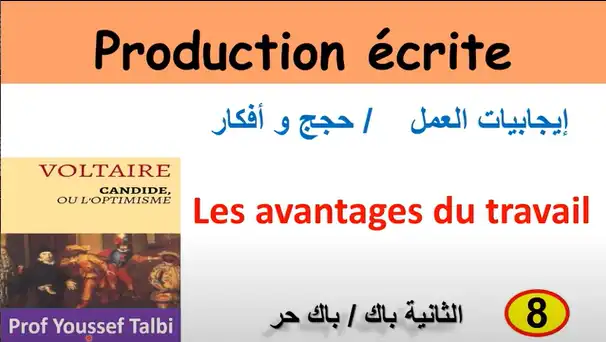 Production écrite
إيجابيات العمل / حجج و أفكار
VOLTAIRE
CANDIDE,
OU L'OPTIMISME
Les avantages du travail
Prof Youssef Talbi
الثانية باك / باك حر
8